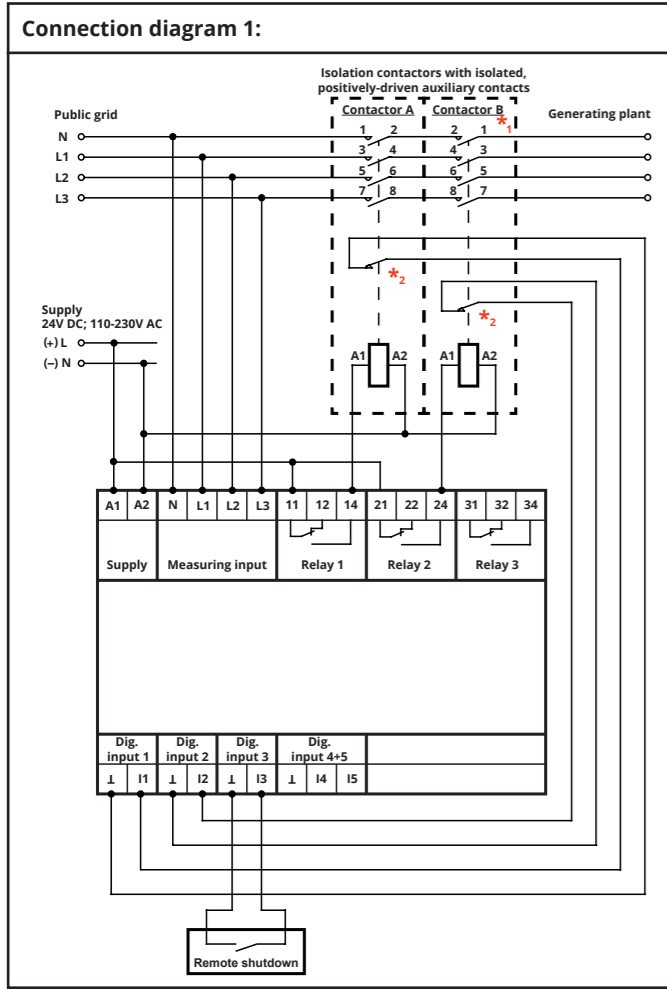 Connection diagram 1:
Isolation contactors with isolated,
positively-driven auxiliary contacts
Contactor A Contactor B
Public grid
Generating plant
N 1 2 2 1 *1
L1 3 4 4 3
L2 5 6 6 5
L3 7 8 8 7
*2
*2
Supply
24V DC; 110-230V AC
(+) L
(−) N
A1 A2 A1 A2
A1 A2 N L1 L2 L3 11 12 14 21 22 24 31 32 34
Supply Measuring input Relay 1 Relay 2 Relay 3
Dig. Dig. Dig. Dig.
input 1 input 2 input 3 input 4+5
⊥ I1 ⊥ I2 ⊥ I3 ⊥ I4 I5
Remote shutdown